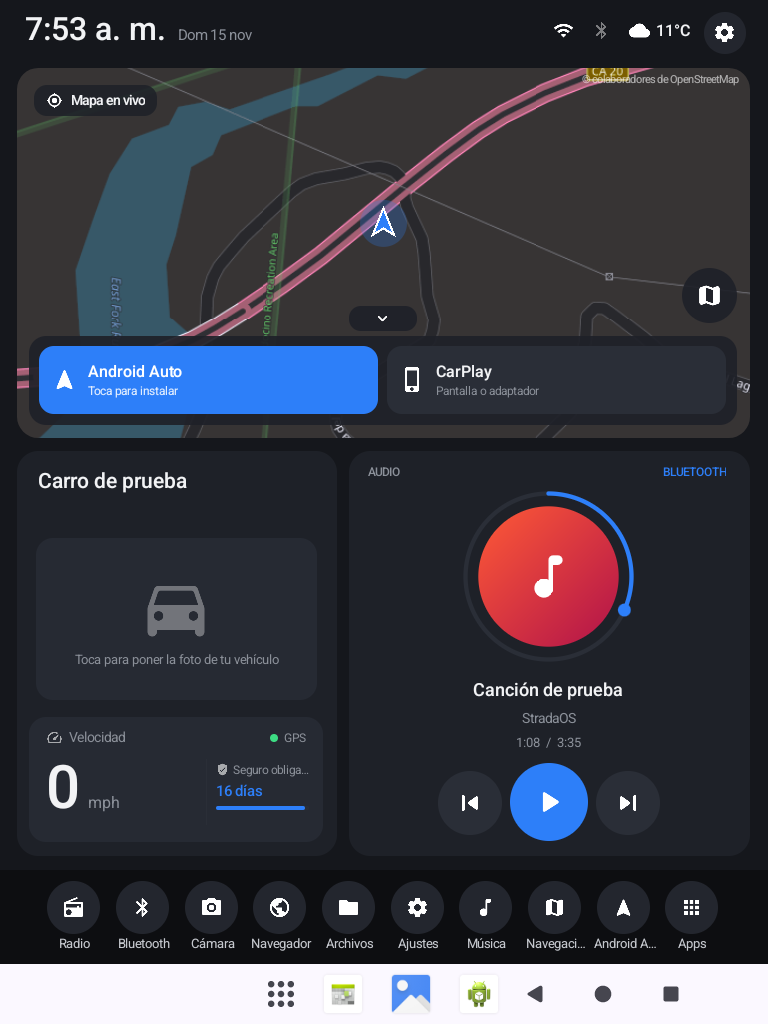 7:53 a. m.
Dom 15 nov
11°C
CA 20
© colaboradores de OpenStreetMap
Mapa en vivo
Recreation Area
East Fork
Android Auto
Toca para instalar
CarPlay
Pantalla o adaptador
Carro de prueba
Toca para poner la foto de tu vehículo
Velocidad
GPS
0 mph
Seguro obliga...
16 días
AUDIO
BLUETOOTH
Canción de prueba
StradaOS
1:08 / 3:35
Radio
Bluetooth
Cámara
Navegador
Archivos
Ajustes
Música
Navegaci...
Android A...
Apps